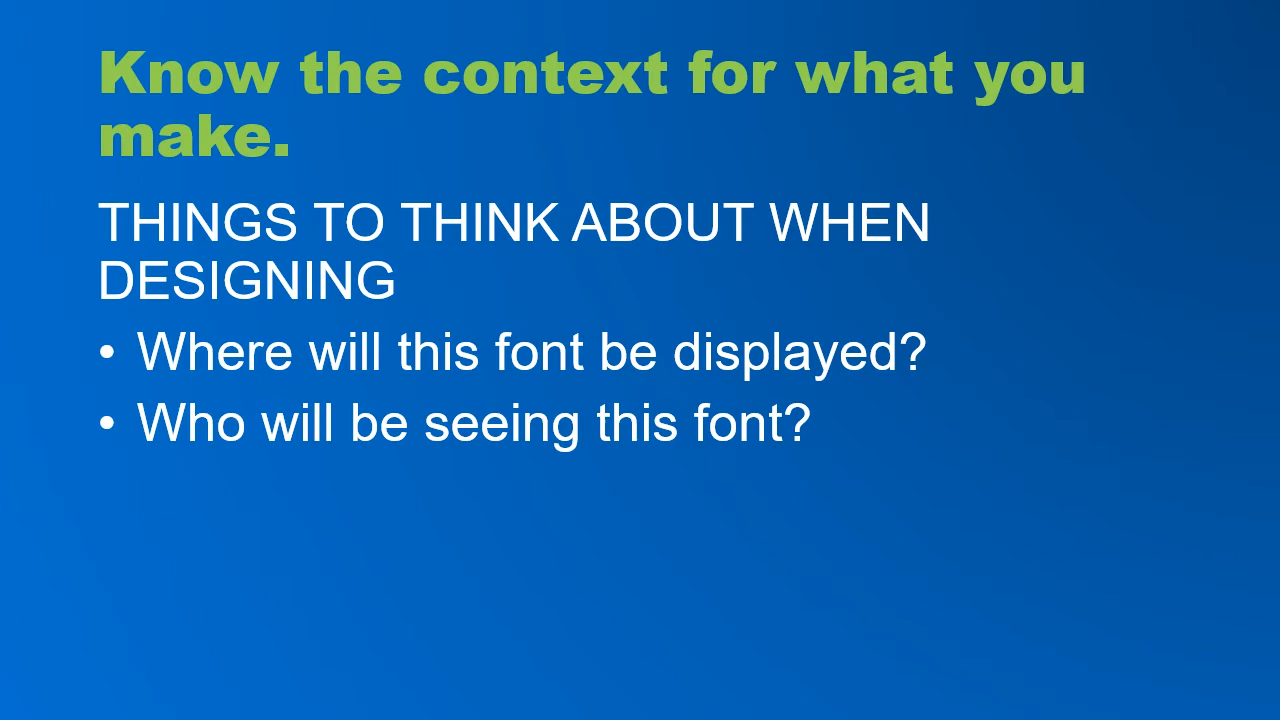 Know the context for what you
make.
THINGS TO THINK ABOUT WHEN
DESIGNING
• Where will this font be displayed?
• Who will be seeing this font?